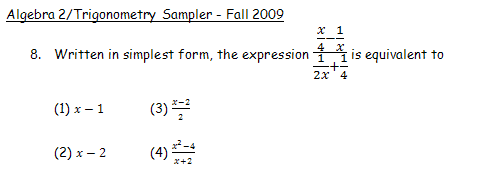 Algebra 2/Trigonometry Sampler - Fall 2009
8. Written in simplest form, the expression \frac{\frac{x}{4}-\frac{1}{x}}{\frac{1}{2x}+\frac{1}{4}} is equivalent to
(1) x – 1 (3) \frac{x-2}{2}
(2) x – 2 (4) \frac{x^2-4}{x+2}